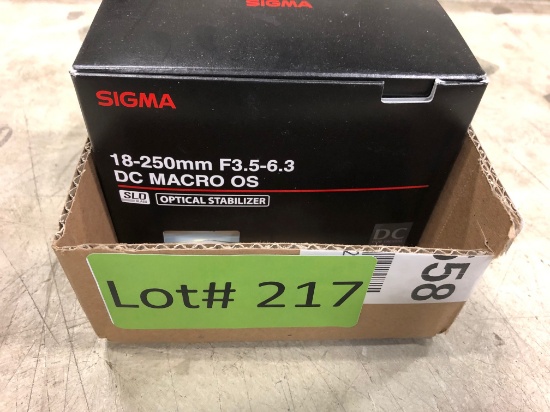 SIGMA
SIGMA
18-250mm F3.5-6.3
DC MACRO OS
SLD
OPTICAL STABILIZER
DC
Lot# 217
58